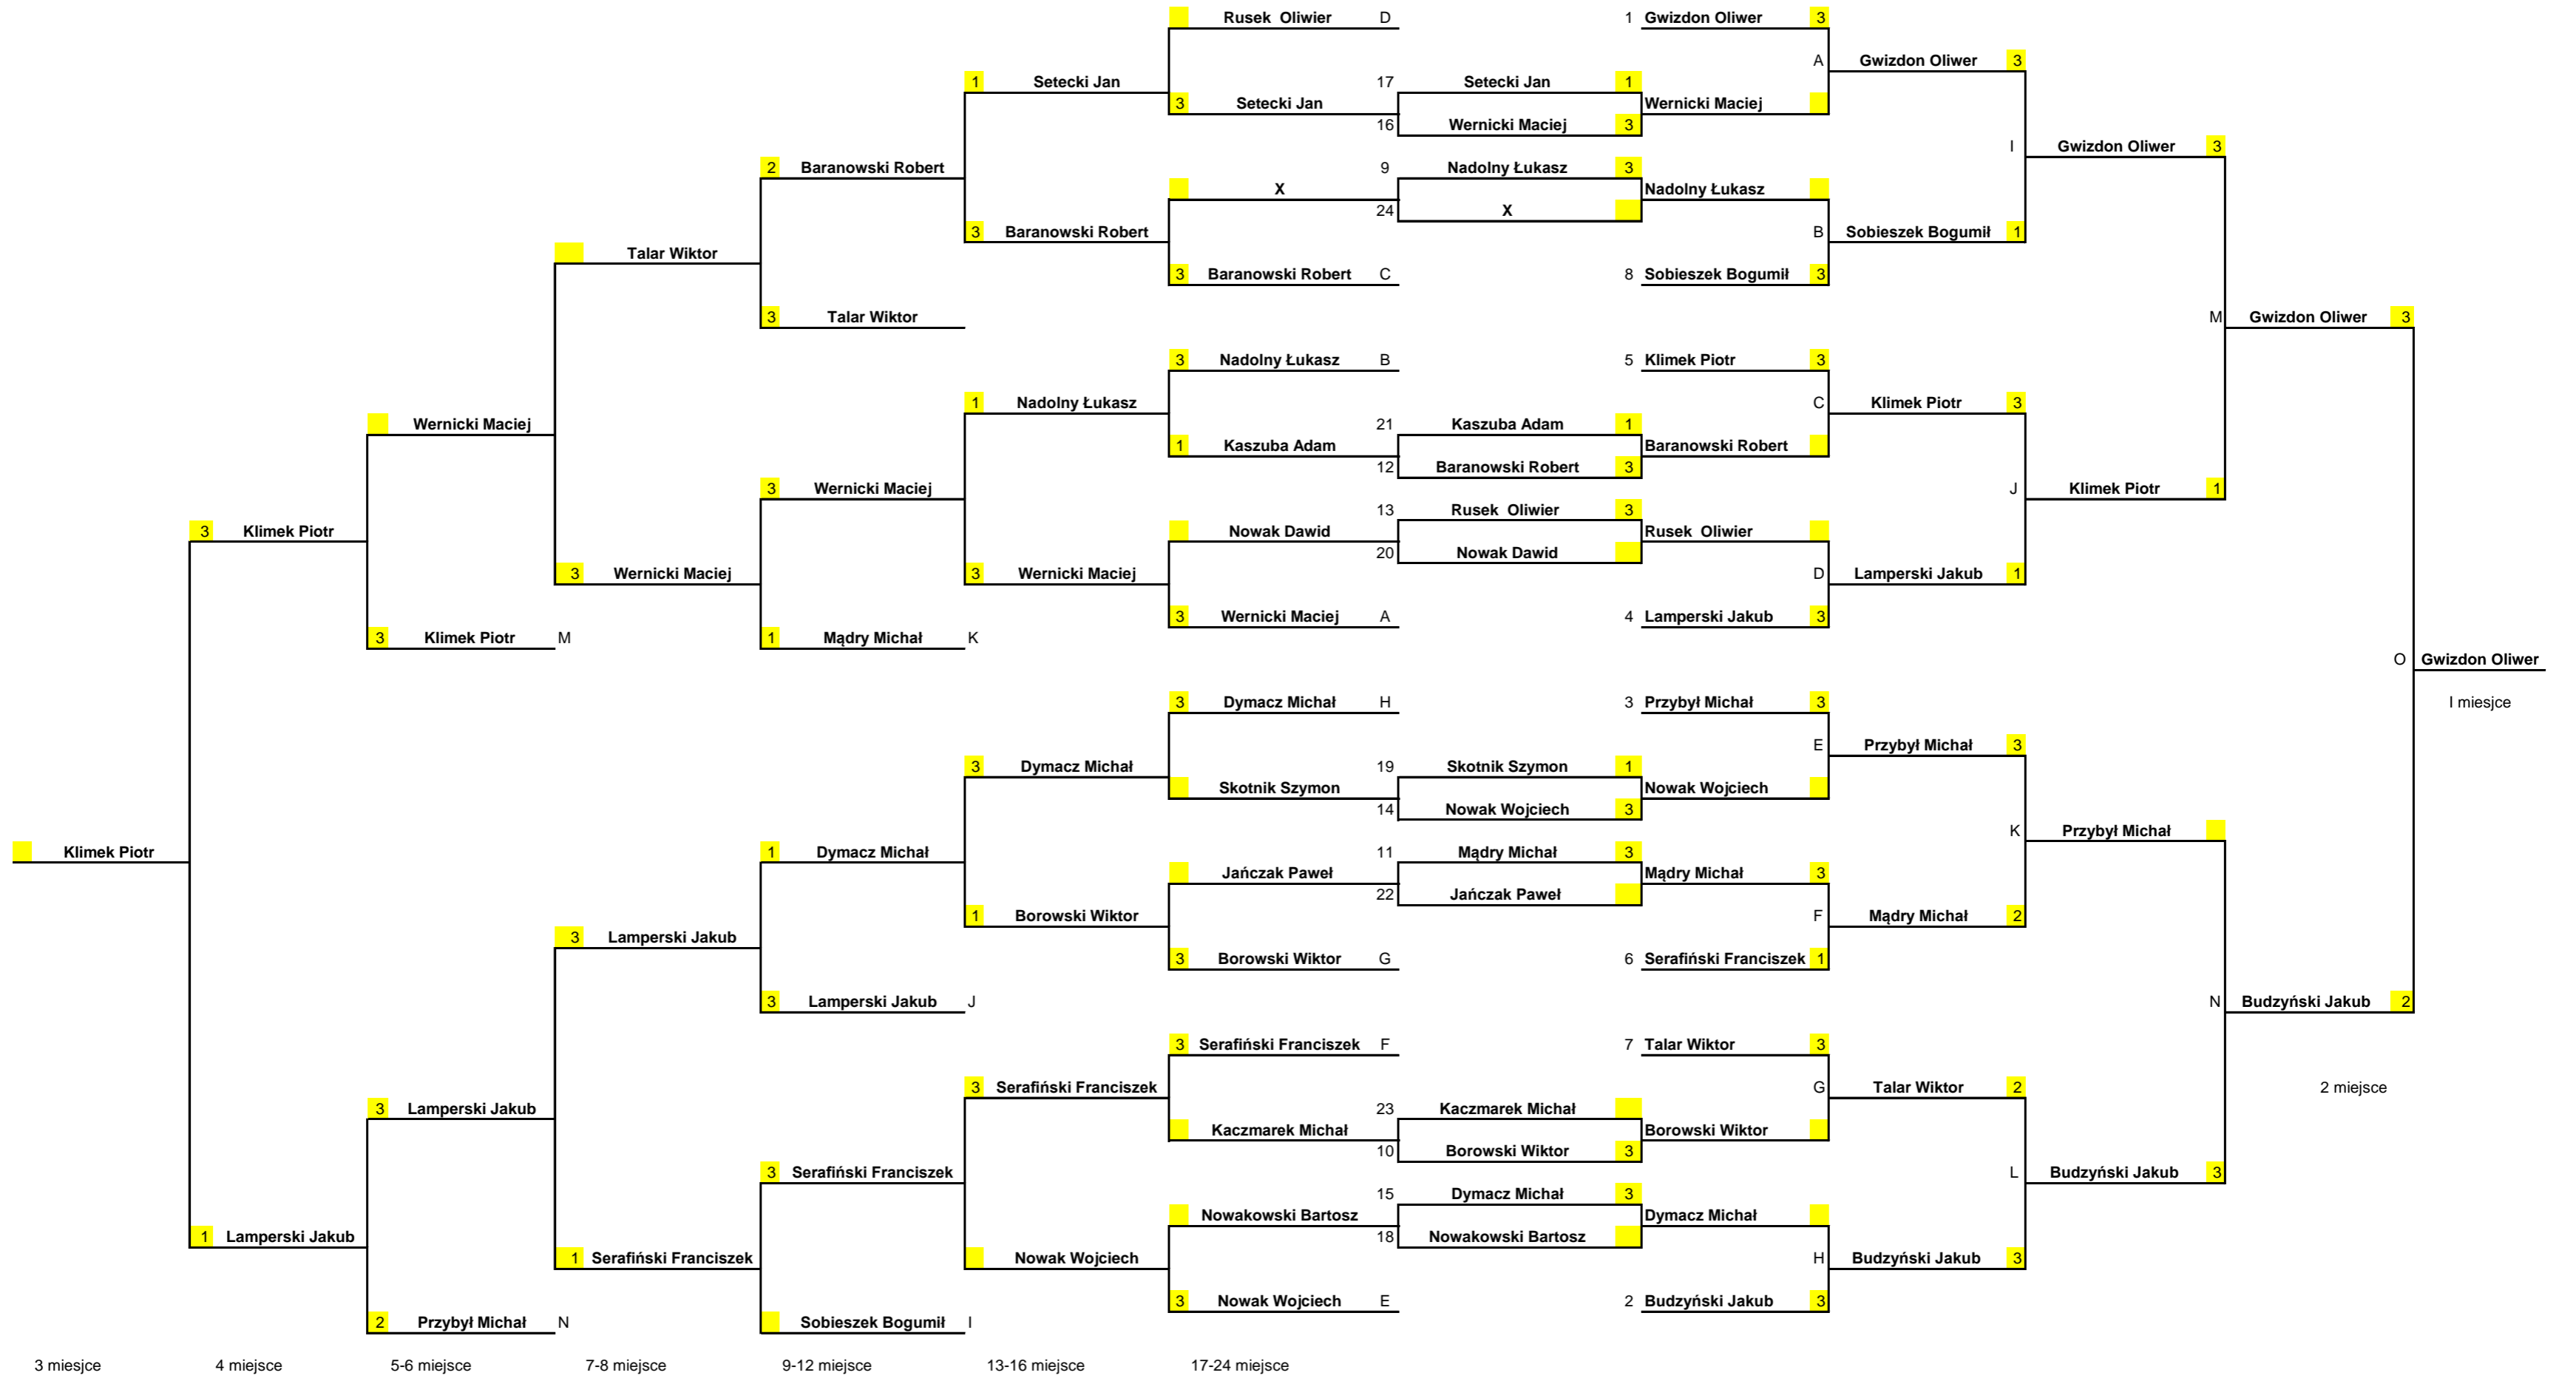 Rusek  Oliwier D 1 Gwizdon Oliwer 3
A Gwizdon Oliwer 3
1 Setecki Jan 17 Setecki Jan 1
3 Setecki Jan Wernicki Maciej
16 Wernicki Maciej 3
I Gwizdon Oliwer 3
2 Baranowski Robert 9 Nadolny Łukasz 3
X Nadolny Łukasz
24 X
3 Baranowski Robert B Sobieszek Bogumił 1
Talar Wiktor
3 Baranowski Robert C 8 Sobieszek Bogumił 3
3 Talar Wiktor M Gwizdon Oliwer 3
3 Nadolny Łukasz B 5 Klimek Piotr 3
1 Nadolny Łukasz C Klimek Piotr 3
Wernicki Maciej 21 Kaszuba Adam 1
1 Kaszuba Adam Baranowski Robert
12 Baranowski Robert 3
3 Wernicki Maciej J Klimek Piotr 1
13 Rusek  Oliwier 3
3 Klimek Piotr Nowak Dawid Rusek  Oliwier
20 Nowak Dawid
3 Wernicki Maciej 3 Wernicki Maciej D Lamperski Jakub 1
3 Wernicki Maciej A 4 Lamperski Jakub 3
3 Klimek Piotr M 1 Mądry Michał K
O Gwizdon Oliwer
3 Dymacz Michał H 3 Przybył Michał 3 I miesjce
E Przybył Michał 3
3 Dymacz Michał 19 Skotnik Szymon 1
Skotnik Szymon Nowak Wojciech
14 Nowak Wojciech 3
K Przybył Michał
Klimek Piotr 1 Dymacz Michał 11 Mądry Michał 3
Jańczak Paweł Mądry Michał 3
22 Jańczak Paweł
1 Borowski Wiktor F Mądry Michał 2
3 Lamperski Jakub
3 Borowski Wiktor G 6 Serafiński Franciszek 1
3 Lamperski Jakub J N Budzyński Jakub 2
3 Serafiński Franciszek F 7 Talar Wiktor 3
3 Serafiński Franciszek G Talar Wiktor 2 2 miejsce
3 Lamperski Jakub 23 Kaczmarek Michał
Kaczmarek Michał Borowski Wiktor
10 Borowski Wiktor 3
3 Serafiński Franciszek L Budzyński Jakub 3
15 Dymacz Michał 3
Nowakowski Bartosz Dymacz Michał
1 Lamperski Jakub 18 Nowakowski Bartosz
1 Serafiński Franciszek Nowak Wojciech H Budzyński Jakub 3
3 Nowak Wojciech E 2 Budzyński Jakub 3
2 Przybył Michał N Sobieszek Bogumił I
3 miesjce 4 miejsce 5-6 miejsce 7-8 miejsce 9-12 miejsce 13-16 miejsce 17-24 miejsce